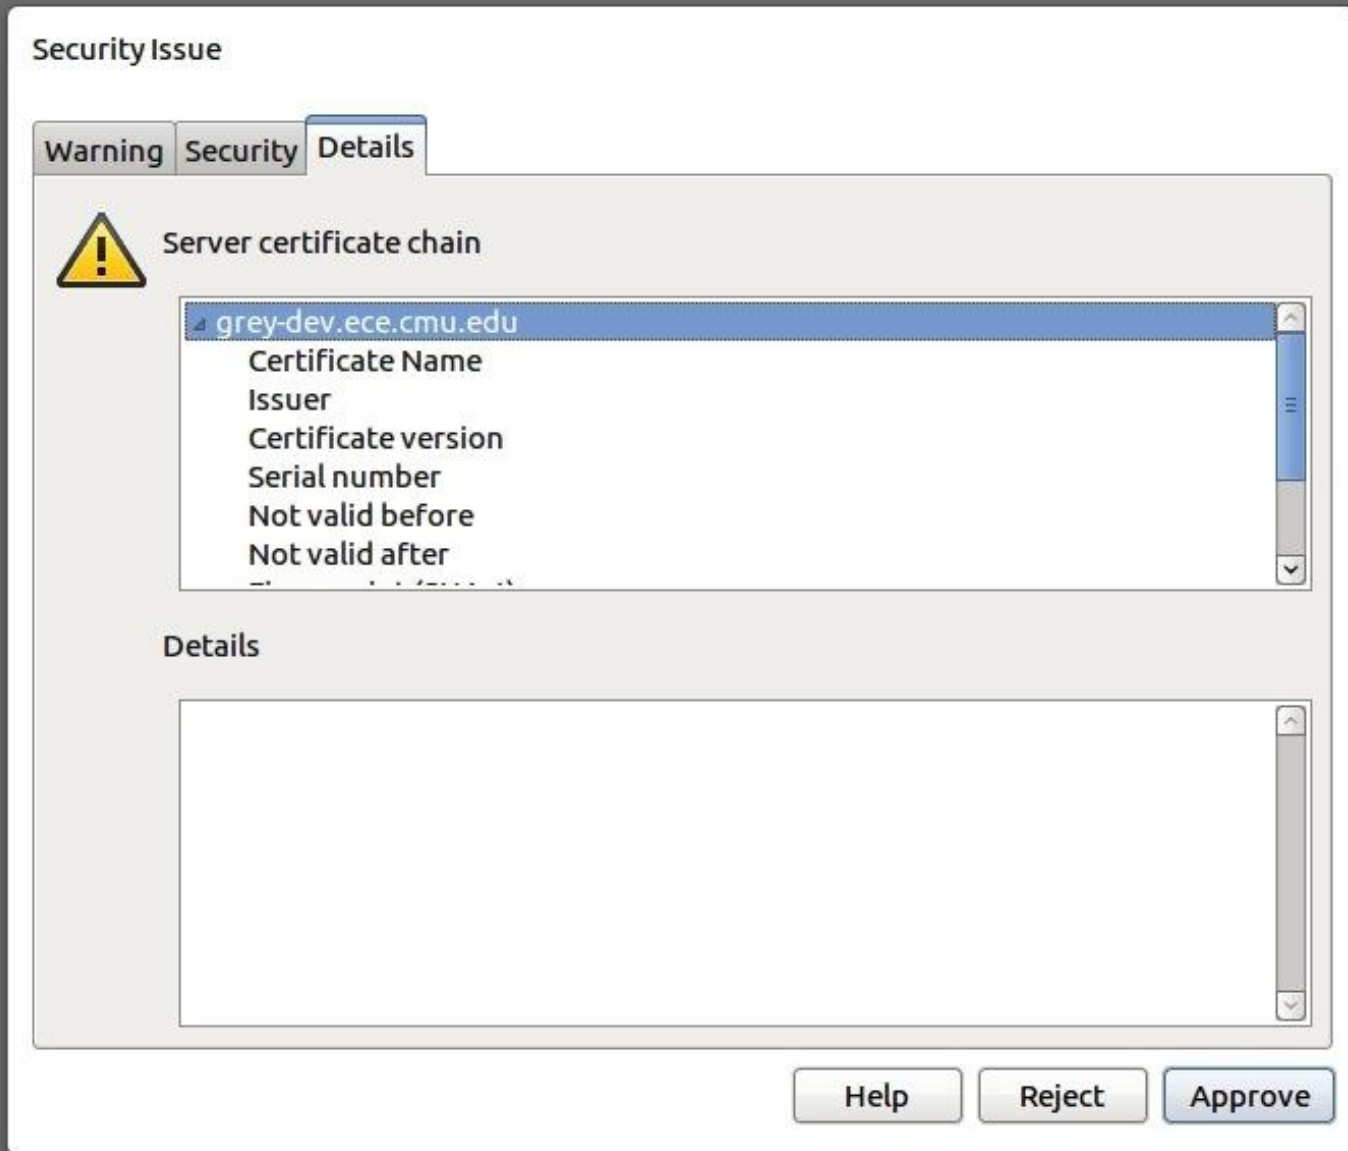 Security Issue
Warning Security Details
Server certificate chain
grey-dev.ece.cmu.edu
Certificate Name
Issuer
Certificate version
Serial number
Not valid before
Not valid after
Details
Help Reject Approve